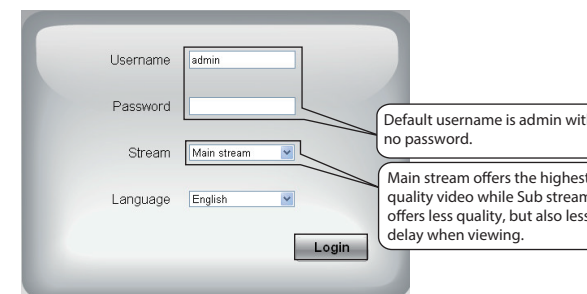 Username admin
Password
Default username is admin
no password.
Stream Main stream
Main stream offers the highest
quality video while Sub stream
offers less quality, but also less
delay when viewing.
Language English
Login